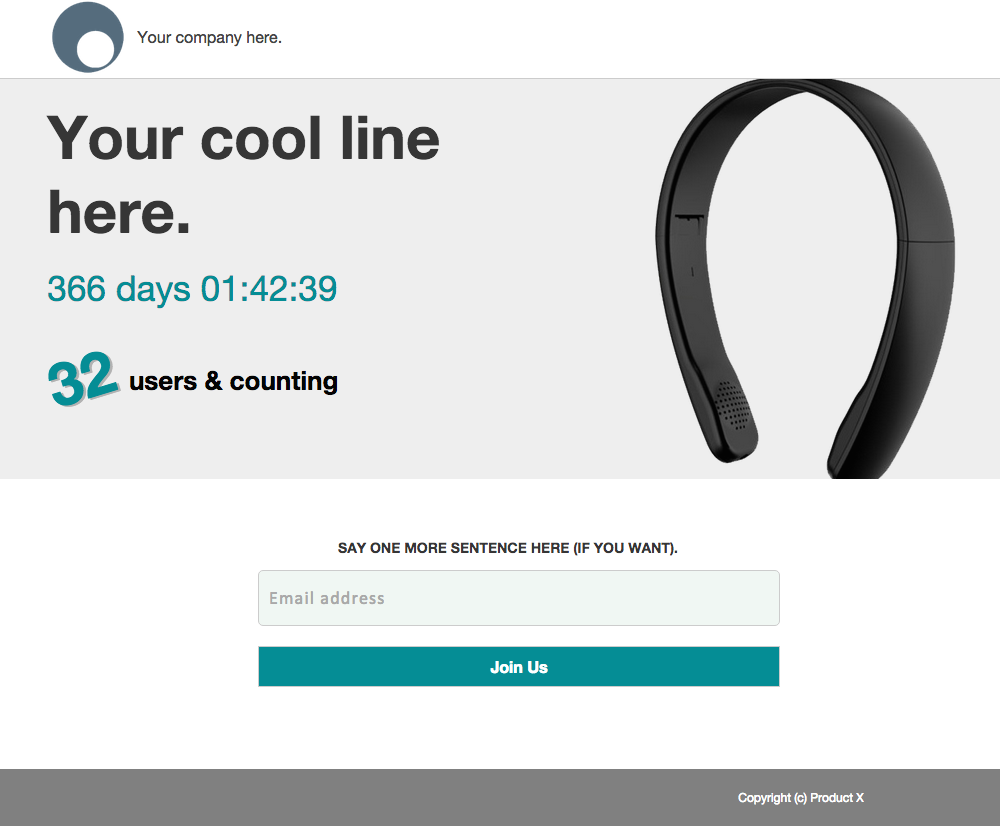 Your company here.
Your cool line
here.
366 days 01:42:39
32 users & counting
SAY ONE MORE SENTENCE HERE (IF YOU WANT).
Email address
Join Us
Copyright (c) Product X